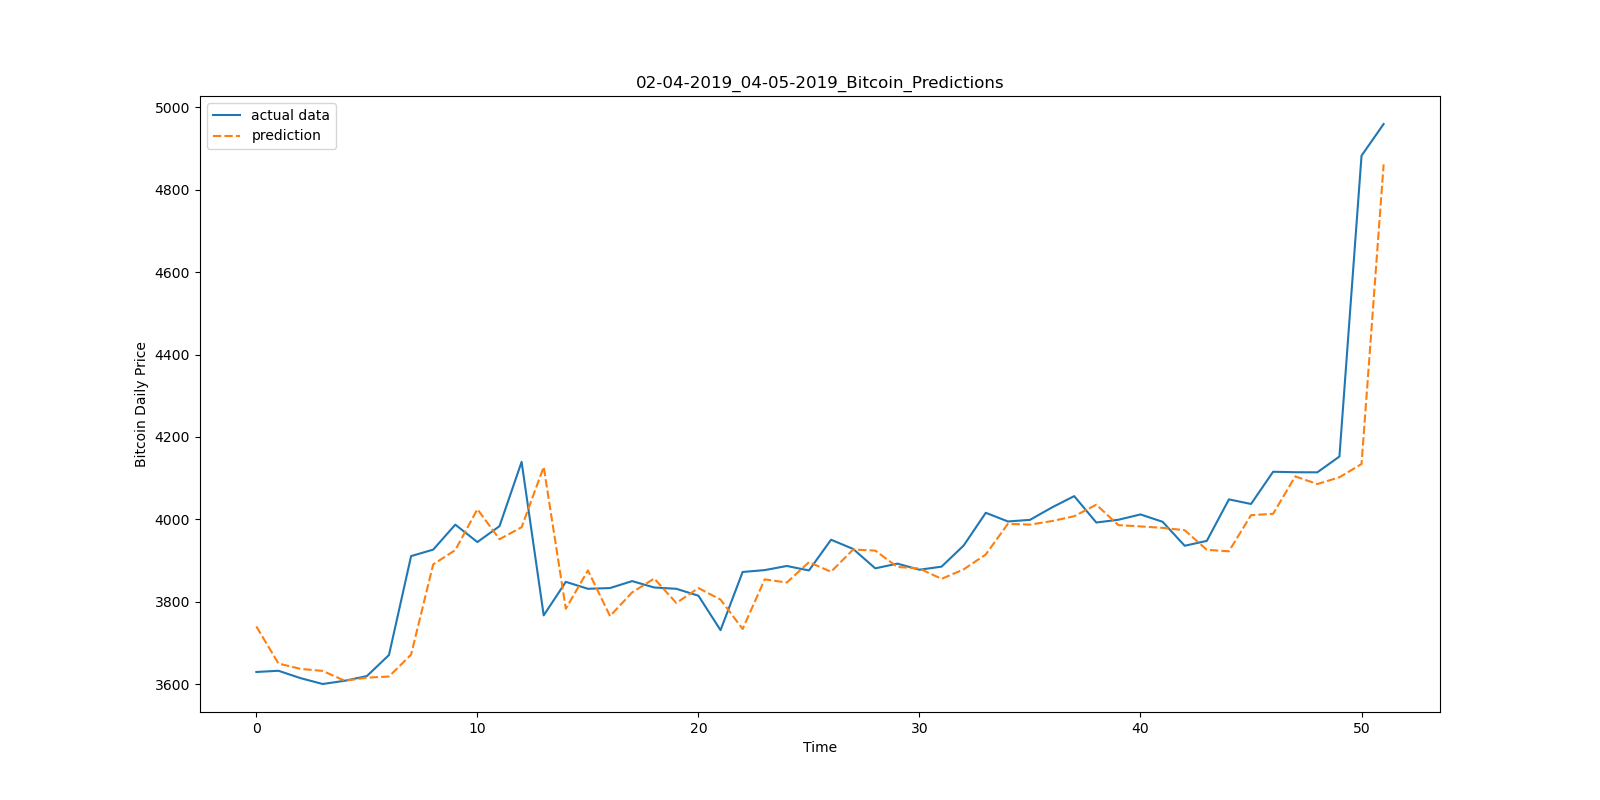 02-04-2019_04-05-2019_Bitcoin_Predictions
actual data
prediction
5000
4800
4600
4400
4200
4000
3800
3600
Bitcoin Daily Price
0 10 20 30 40 50
Time